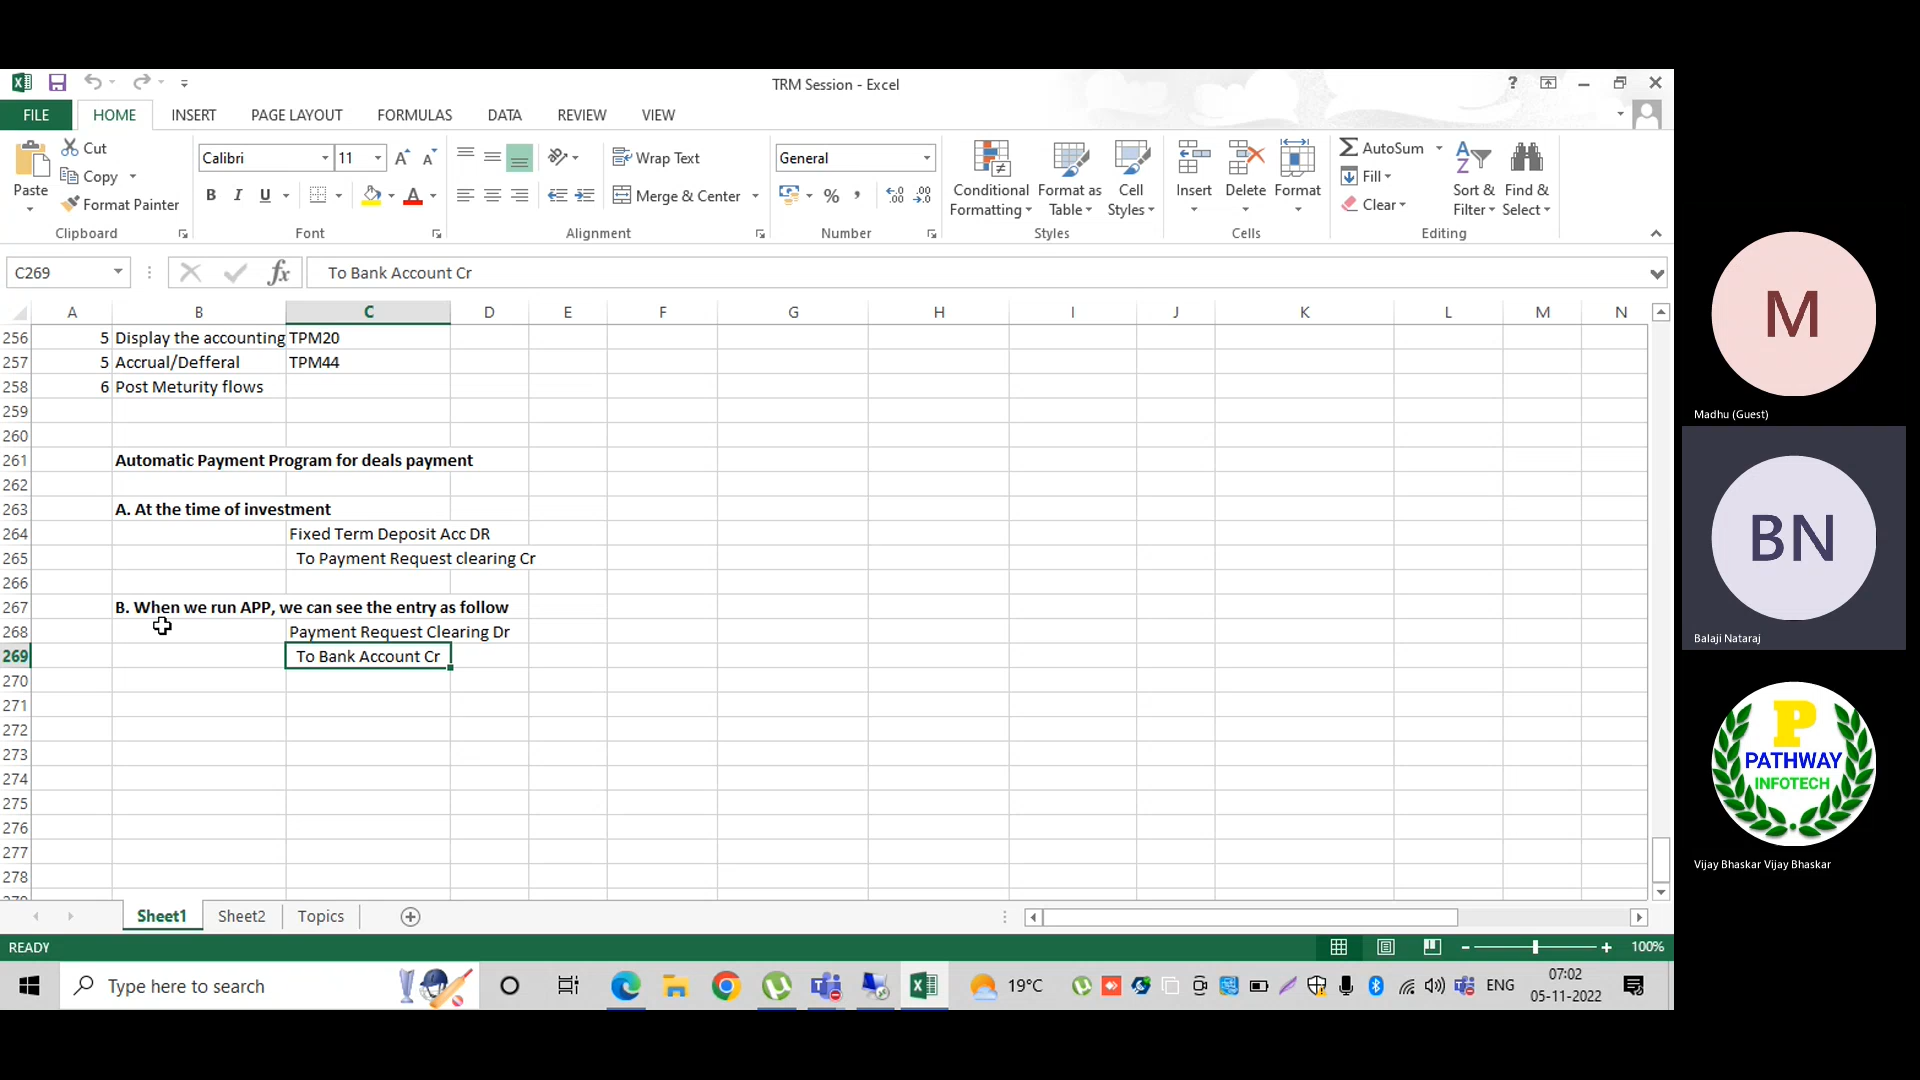 TRM Session - Excel
FILE
HOME
INSERT
PAGE LAYOUT
FORMULAS
DATA
REVIEW
VIEW
Paste
Cut
Copy
Format Painter
Clipboard
Calibri
11
B I U
Font
Wrap Text
Merge & Center
Alignment
General
%
Number
Conditional Formatting
Format as Table
Cell Styles
Styles
Insert
Delete
Format
Cells
AutoSum
Fill
Clear
Sort & Filter
Find & Select
Editing
C269
fx
To Bank Account Cr
A B C D E F G H I J K L M N
256 5 Display the accounting TPM20
257 5 Accrual/Defferal TPM44
258 6 Post Maturity flows
259
260
261 Automatic Payment Program for deals payment
262
263 A. At the time of investment
264 Fixed Term Deposit Acc DR
265 To Payment Request clearing Cr
266
267 B. When we run APP, we can see the entry as follow
268 Payment Request Clearing Dr
269 To Bank Account Cr
270
271
272
273
274
275
276
277
278
Sheet1
Sheet2
Topics
READY
100%
Type here to search
19°C
ENG
07:02
05-11-2022
M
Madhu (Guest)
BN
Balaji Nataraj
P
PATHWAY
INFOTECH
Vijay Bhaskar Vijay Bhaskar